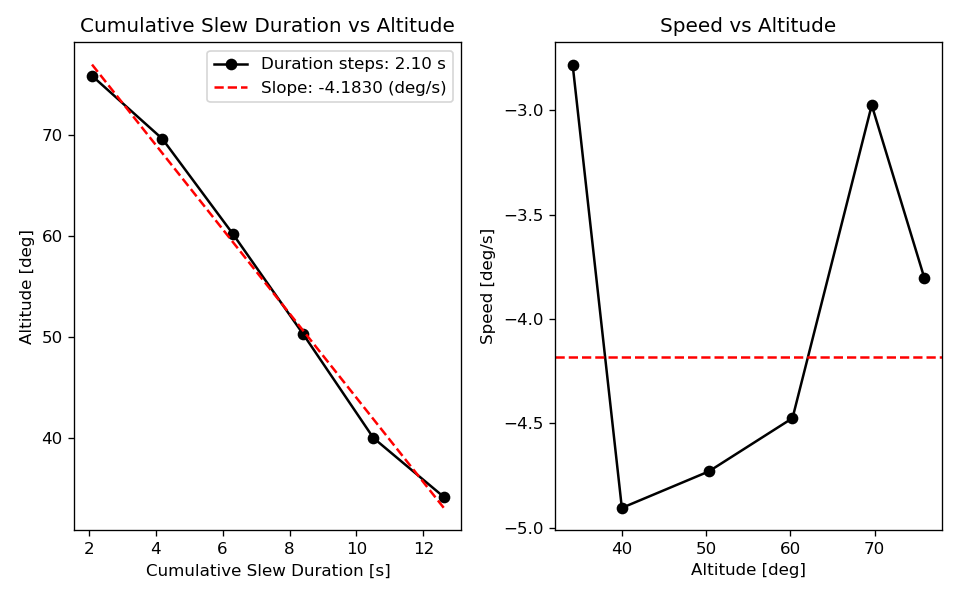 Cumulative Slew Duration vs Altitude
Duration steps: 2.10 s
Slope: -4.1830 (deg/s)
Altitude [deg]
70
60
50
40
2 4 6 8 10 12
Cumulative Slew Duration [s]
Speed vs Altitude
Speed [deg/s]
−3.0
−3.5
−4.0
−4.5
−5.0
40 50 60 70
Altitude [deg]